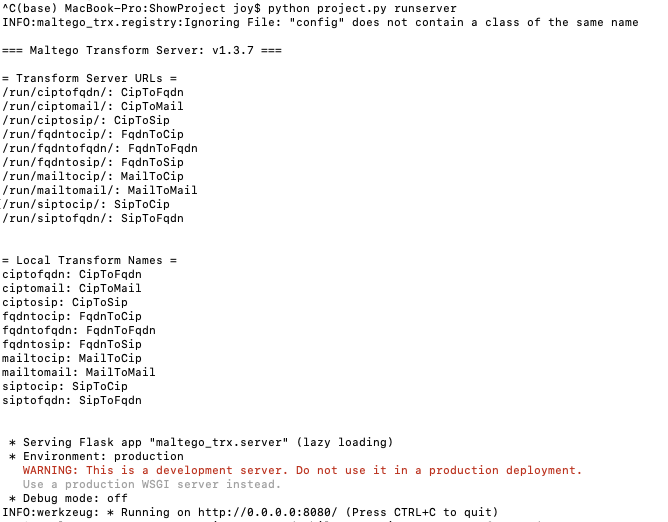 ^C(base) MacBook-Pro:ShowProject joy$ python project.py runserver
INFO:maltego_trx.registry:Ignoring File: "config" does not contain a class of the same name
=== Maltego Transform Server: v1.3.7 ===
= Transform Server URLs =
/run/ciptofqdn/: CipToFqdn
/run/ciptomail/: CipToMail
/run/ciptosip/: CipToSip
/run/fqdntocip/: FqdnToCip
/run/fqdntofqdn/: FqdnToFqdn
/run/fqdntosip/: FqdnToSip
/run/mailtocip/: MailToCip
/run/mailtomail/: MailToMail
/run/siptocip/: SipToCip
/run/siptofqdn/: SipToFqdn
= Local Transform Names =
ciptofqdn: CipToFqdn
ciptomail: CipToMail
ciptosip: CipToSip
fqdntocip: FqdnToCip
fqdntofqdn: FqdnToFqdn
fqdntosip: FqdnToSip
mailtocip: MailToCip
mailtomail: MailToMail
siptocip: SipToCip
siptofqdn: SipToFqdn
* Serving Flask app "maltego_trx.server" (lazy loading)
* Environment: production
WARNING: This is a development server. Do not use it in a production deployment.
Use a production WSGI server instead.
* Debug mode: off
INFO:werkzeug: * Running on http://0.0.0.0:8080/ (Press CTRL+C to quit)